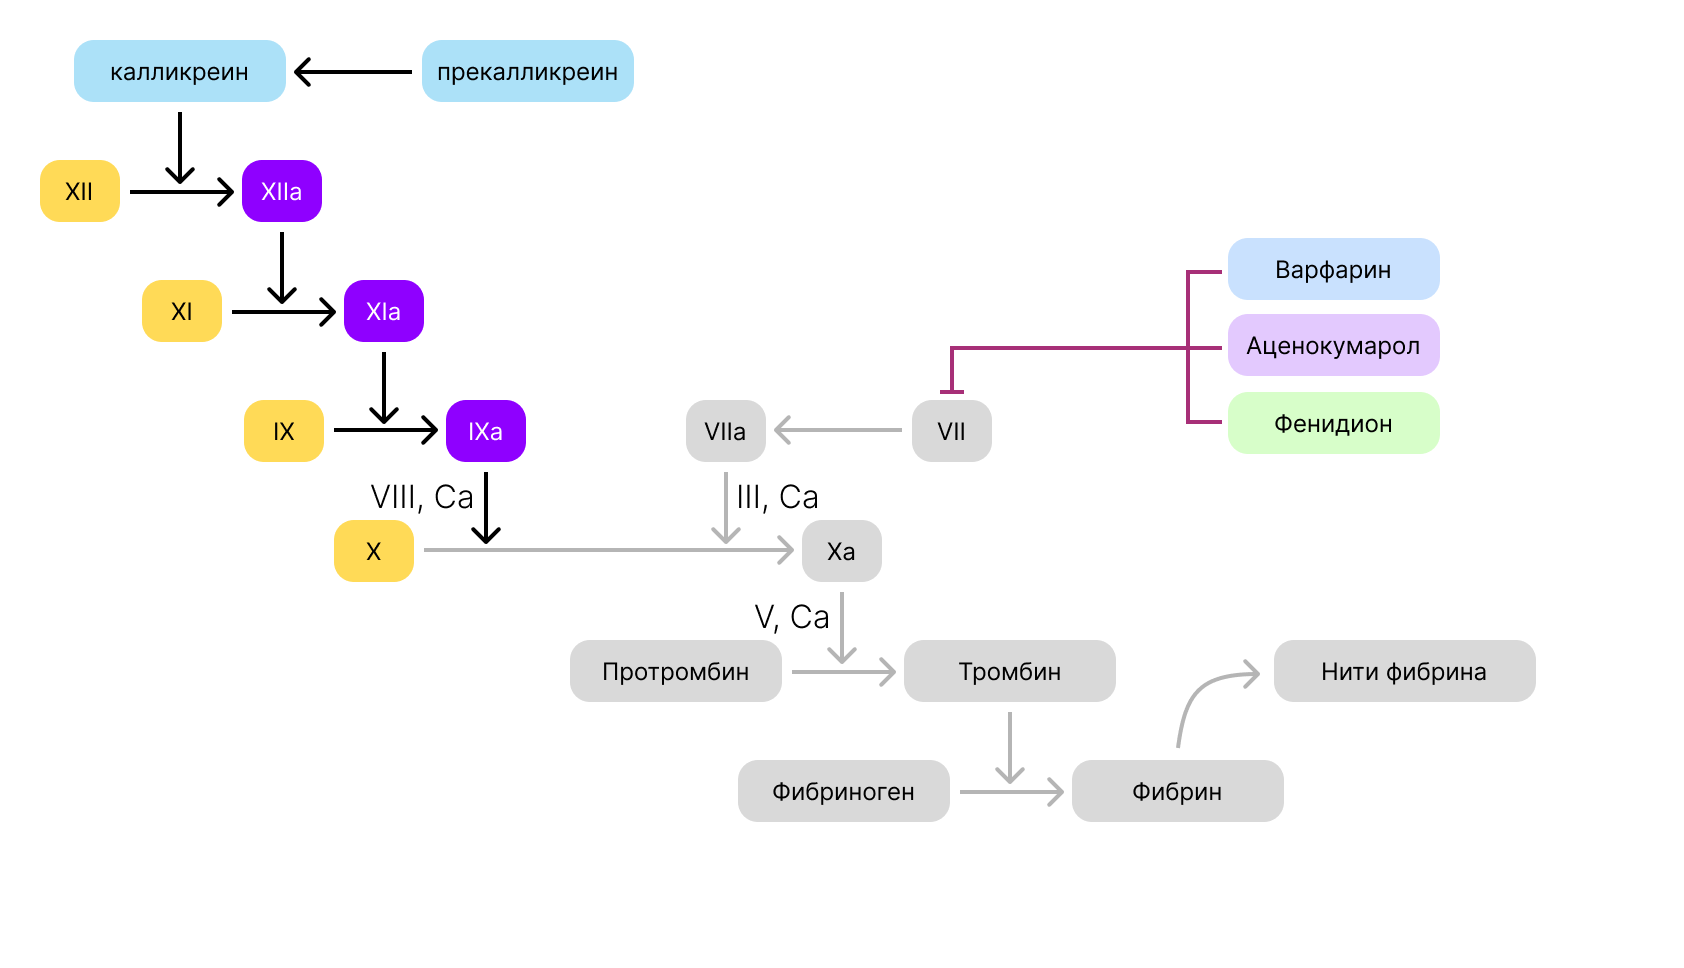 калликреин
прекалликреин
XII
XIIa
XI
XIa
Варфарин
Аценокумарол
Фенидион
IX
IXa
VIIa
VII
VIII, Ca
III, Ca
X
Xa
V, Ca
Протромбин
Тромбин
Нити фибрина
Фибриноген
Фибрин